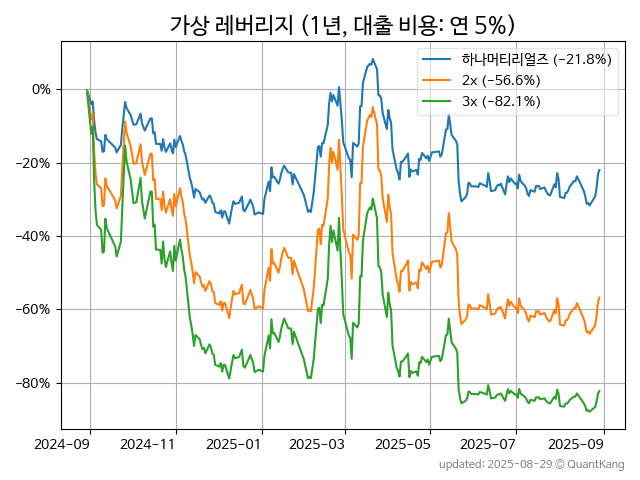 가상 레버리지 (1년, 대출 비용: 연 5%)
하나머티리얼즈 (−21.8%)
2x (−56.6%)
3x (−82.1%)
0%
−20%
−40%
−60%
−80%
2024-09 2024-11 2025-01 2025-03 2025-05 2025-07 2025-09
updated: 2025-08-29 © QuantKang